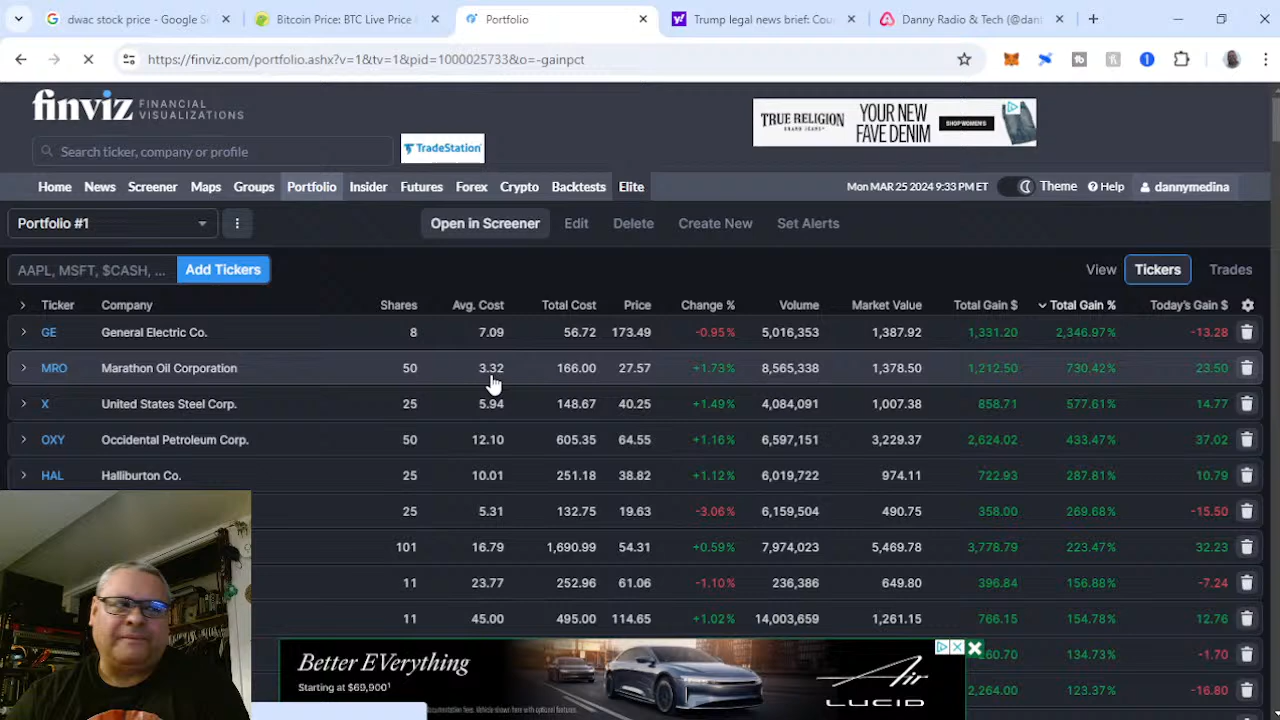 dwac stock price - Google Se
Bitcoin Price: BTC Live Price
Portfolio
Trump legal news brief: Cou
Danny Radio & Tech (@dan
https://finviz.com/portfolio.ashx?v=1&tv=1&pid=1000025733&o=-gainpct
finviz FINANCIAL VISUALIZATIONS
TRUE RELIGION BRAND JEANS YOUR NEW FAVE DENIM SHOP WOMEN'S
Search ticker, company or profile
TradeStation
Home News Screener Maps Groups Portfolio Insider Futures Forex Crypto Backtests Elite Mon MAR 25 2024 9:33 PM ET Theme Help dannymedina
Portfolio #1 Open in Screener Edit Delete Create New Set Alerts
AAPL, MSFT, $CASH, ... Add Tickers View Tickers Trades
Ticker Company Shares Avg. Cost Total Cost Price Change % Volume Market Value Total Gain $ Total Gain % Today's Gain $
GE General Electric Co. 8 7.09 56.72 173.49 -0.95% 5,016,353 1,387.92 1,331.20 2,346.97% -13.28
MRO Marathon Oil Corporation 50 3.32 166.00 27.57 +1.73% 8,565,338 1,378.50 1,212.50 730.42% 23.50
X United States Steel Corp. 25 5.94 148.67 40.25 +1.49% 4,084,091 1,007.38 858.71 577.61% 14.77
OXY Occidental Petroleum Corp. 50 12.10 605.35 64.55 +1.16% 6,597,151 3,229.37 2,624.02 433.47% 37.02
HAL Halliburton Co. 25 10.01 251.18 38.82 +1.12% 6,019,722 974.11 722.93 287.81% 10.79
25 5.31 132.75 19.63 -3.06% 6,159,504 490.75 358.00 269.68% -15.50
101 16.79 1,690.99 54.31 +0.59% 7,974,023 5,469.78 3,778.79 223.47% 32.23
11 23.77 252.96 61.06 -1.10% 236,386 649.80 396.84 156.88% -7.24
11 45.00 495.00 114.65 +1.02% 14,003,659 1,261.15 766.15 154.78% 12.76
260.70 134.73% -1.70
2,264.00 123.37% -16.80
Better EVerything
Starting at $69,900¹
Air
LUCID